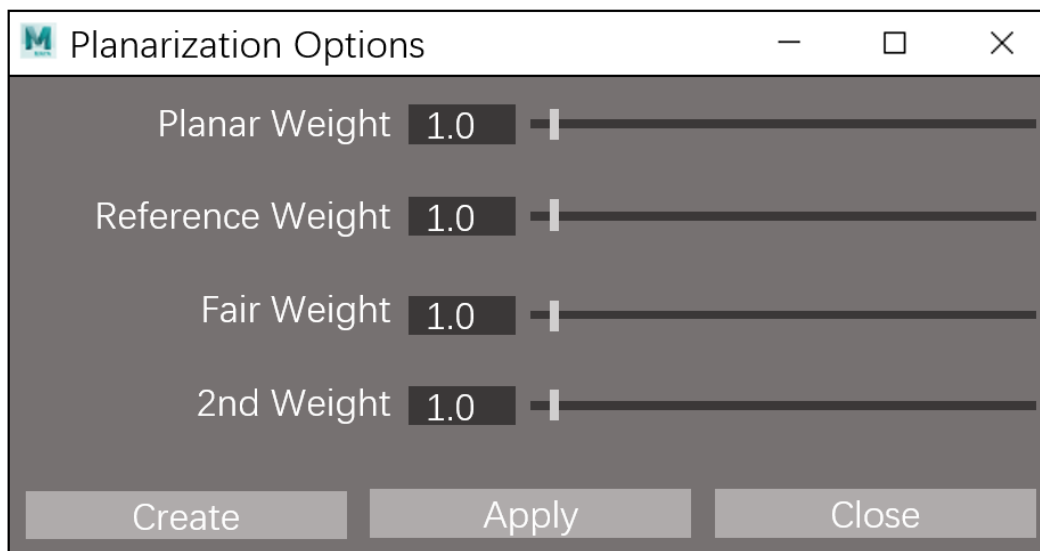 Planarization Options
Planar Weight 1.0
Reference Weight 1.0
Fair Weight 1.0
2nd Weight 1.0
Create Apply Close